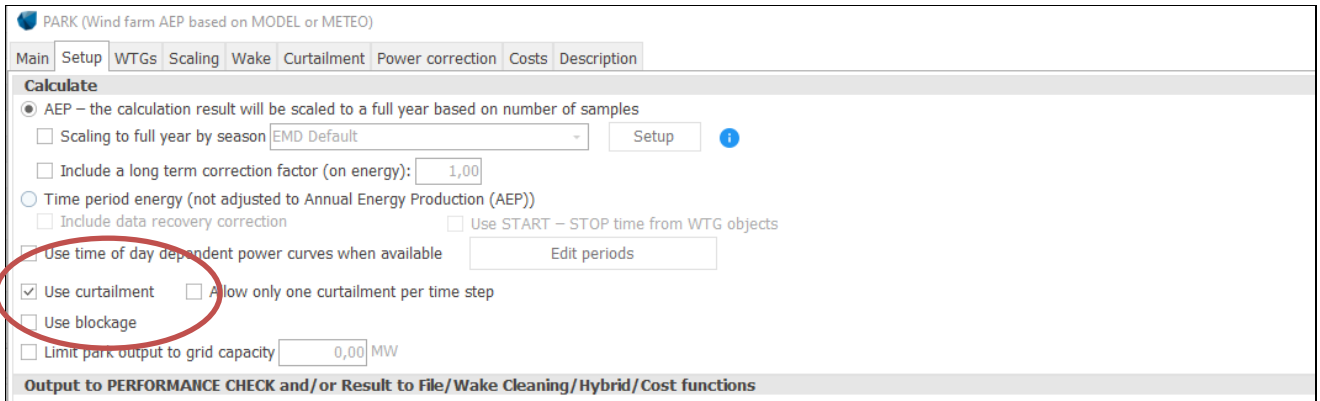 PARK (Wind farm AEP based on MODEL or METEO)
Main Setup WTGs Scaling Wake Curtailment Power correction Costs Description
Calculate
AEP – the calculation result will be scaled to a full year based on number of samples
Scaling to full year by season EMD Default Setup i
Include a long term correction factor (on energy): 1,00
Time period energy (not adjusted to Annual Energy Production (AEP))
Include data recovery correction Use START – STOP time from WTG objects
Use time of day dependent power curves when available Edit periods
Use curtailment Allow only one curtailment per time step
Use blockage
Limit park output to grid capacity 0,00 MW
Output to PERFORMANCE CHECK and/or Result to File/Wake Cleaning/Hybrid/Cost functions